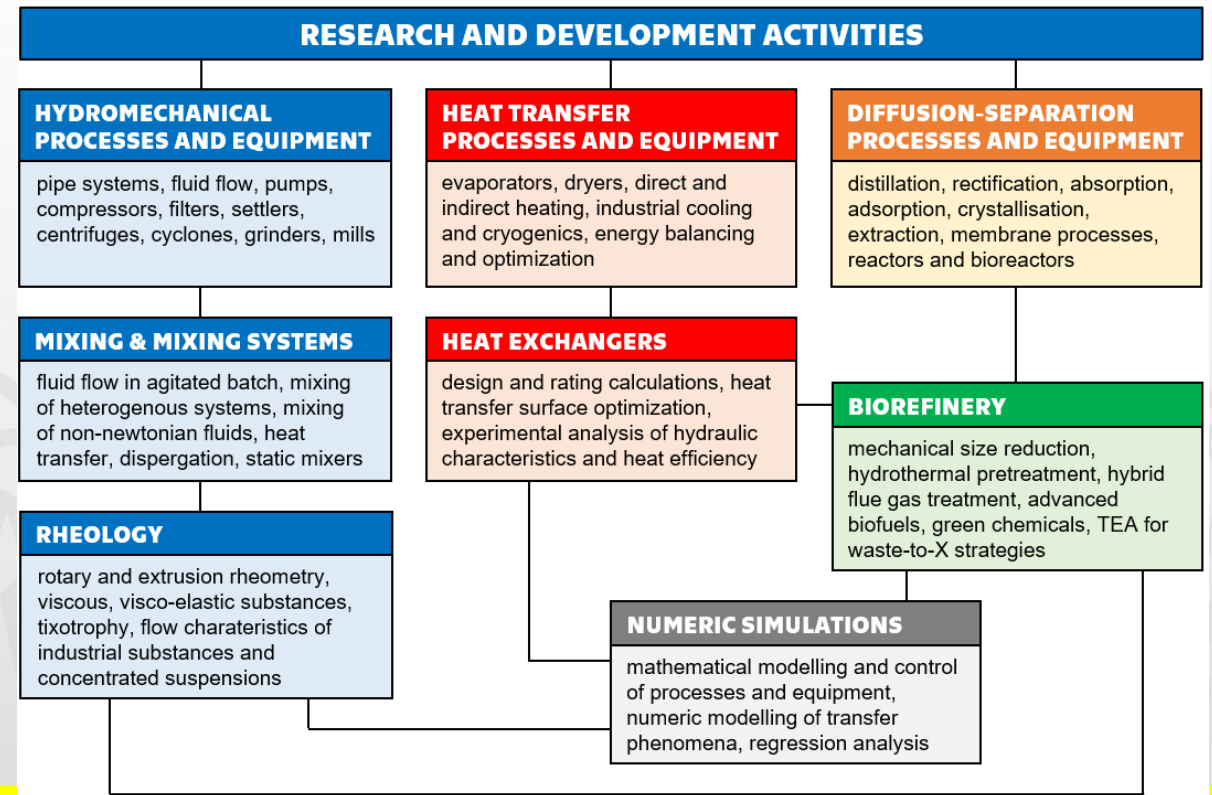 RESEARCH AND DEVELOPMENT ACTIVITIES
HYDROMECHANICAL
PROCESSES AND EQUIPMENT
pipe systems, fluid flow, pumps,
compressors, filters, settlers,
centrifuges, cyclones, grinders, mills
HEAT TRANSFER
PROCESSES AND EQUIPMENT
evaporators, dryers, direct and
indirect heating, industrial cooling
and cryogenics, energy balancing
and optimization
DIFFUSION-SEPARATION
PROCESSES AND EQUIPMENT
distillation, rectification, absorption,
adsorption, crystallisation,
extraction, membrane processes,
reactors and bioreactors
MIXING & MIXING SYSTEMS
fluid flow in agitated batch, mixing
of heterogenous systems, mixing
of non-newtonian fluids, heat
transfer, dispergation, static mixers
HEAT EXCHANGERS
design and rating calculations, heat
transfer surface optimization,
experimental analysis of hydraulic
characteristics and heat efficiency
BIOREFINERY
mechanical size reduction,
hydrothermal pretreatment, hybrid
flue gas treatment, advanced
biofuels, green chemicals, TEA for
waste-to-X strategies
RHEOLOGY
rotary and extrusion rheometry,
viscous, visco-elastic substances,
tixotrophy, flow charateristics of
industrial substances and
concentrated suspensions
NUMERIC SIMULATIONS
mathematical modelling and control
of processes and equipment,
numeric modelling of transfer
phenomena, regression analysis